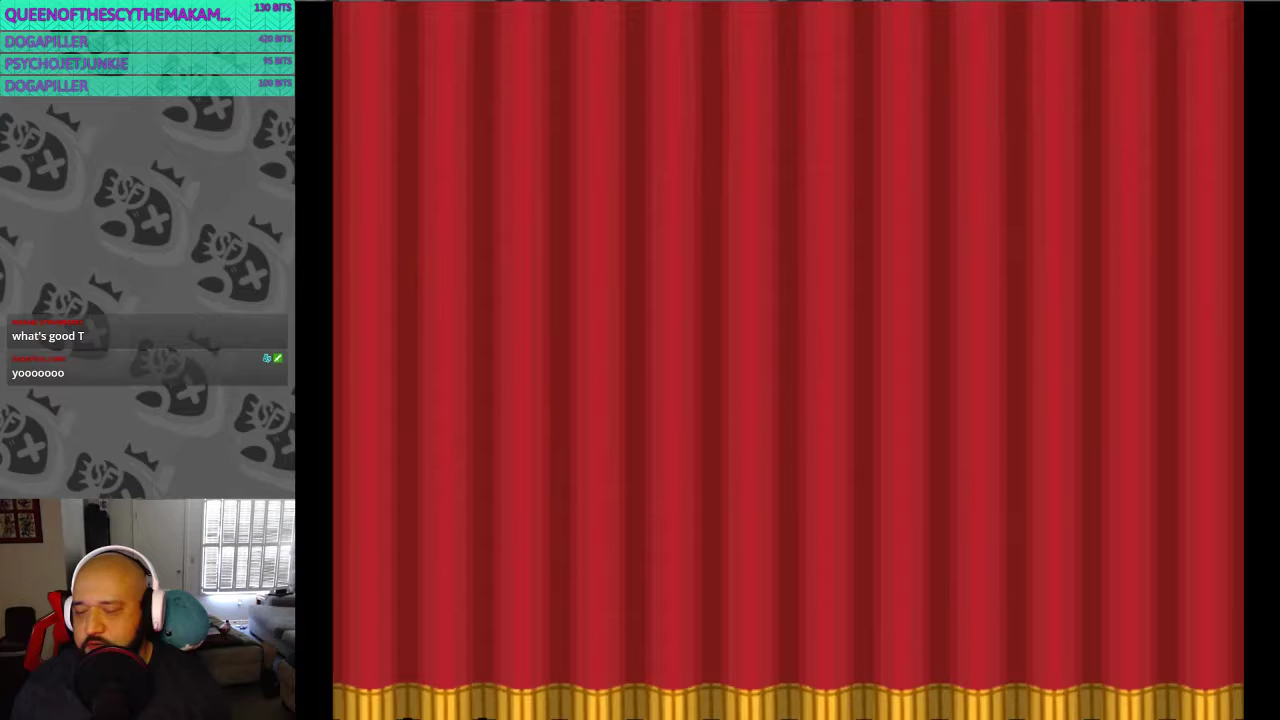 QUEENOFTHESCYTHEMAKAM... 130 BITS
DOGAPILLER 420 BITS
PSYCHOJETJUNKIE 95 BITS
DOGAPILLER 100 BITS
what's good T
yooooooo